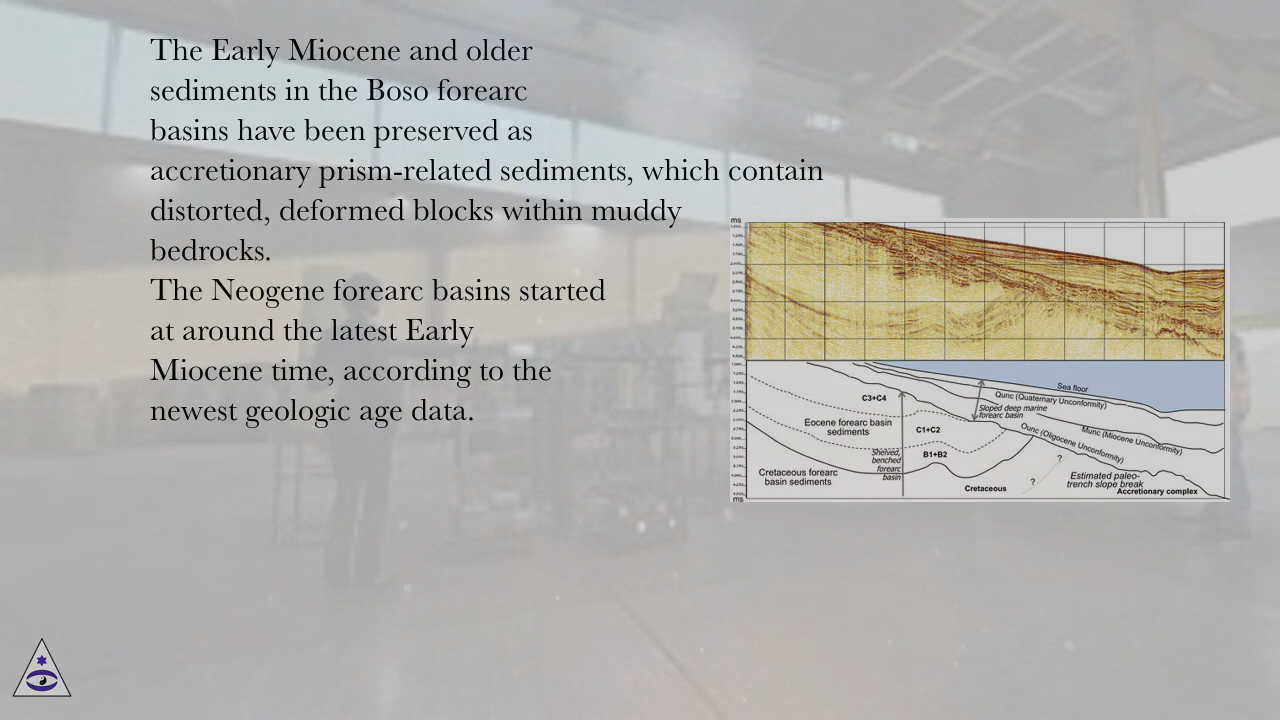 The Early Miocene and older
sediments in the Boso forearc
basins have been preserved as
accretionary prism-related sediments, which contain
distorted, deformed blocks within muddy
bedrocks.
The Neogene forearc basins started
at around the latest Early
Miocene time, according to the
newest geologic age data.
ms
Sea floor
Qunc (Quaternary Unconformity)
C3+C4
Sloped deep marine
forearc basin
Eocene forearc basin
sediments
C1+C2
Ounc (Oligocene Unconformity)
Munc (Miocene Unconformity)
Shelved,
benched
forearc
basin
B1+B2
?
Cretaceous forearc
basin sediments
Estimated paleo-
trench slope break
?
Cretaceous
Accretionary complex
ms